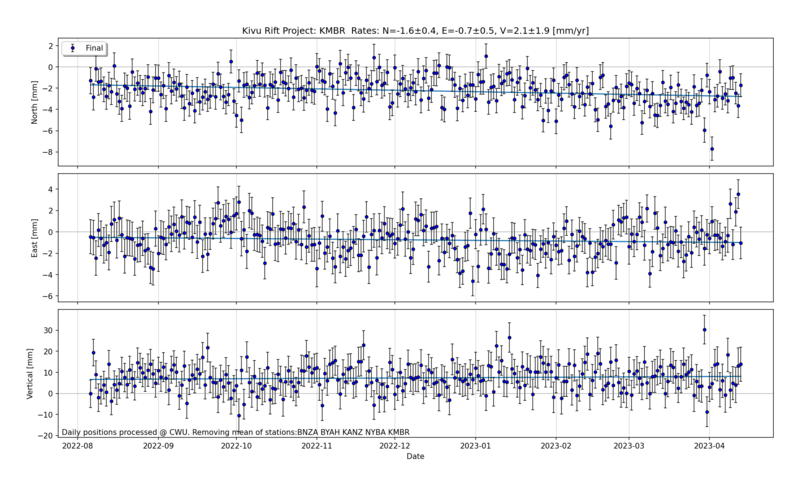 Kivu Rift Project: KMBR Rates: N=-1.6±0.4, E=-0.7±0.5, V=2.1±1.9 [mm/yr]
Final
North [mm]
2
0
−2
−4
−6
−8
East [mm]
4
2
0
−2
−4
−6
Vertical [mm]
30
20
10
0
−10
−20
Daily positions processed @ CWU. Removing mean of stations:BNZA BYAH KANZ NYBA KMBR
2022-08 2022-09 2022-10 2022-11 2022-12 2023-01 2023-02 2023-03 2023-04
Date